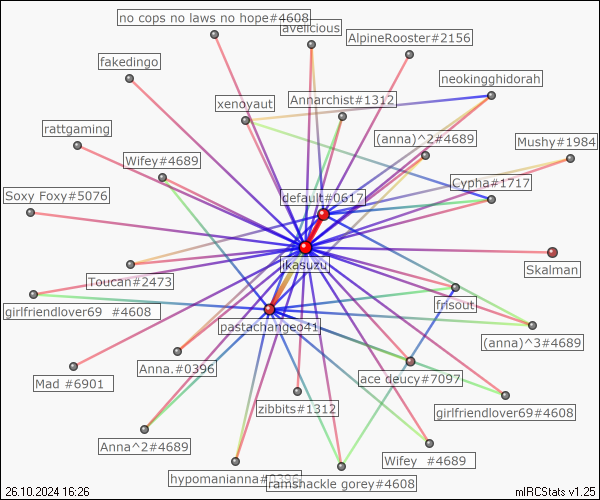 no cops no laws no hope#4608
avelicious
AlpineRooster#2156
fakedingo
neokingghidorah
xenoyaut
Annarchist#1312
rattgaming
(anna)^2#4689
Mushy#1984
Wifey#4689
Cypha#1717
Soxy Foxy#5076
default#0617
ikasuzu
Skalman
Toucan#2473
girlfriendlover69 #4608
frisout
pastachangeo41
(anna)^3#4689
Mad #6901
Anna.#0396
ace deucy#7097
zibbits#1312
girlfriendlover69#4608
Anna^2#4689
Wifey #4689
hypomanianna#0396
ramshackle gorey#4608
26.10.2024 16:26
mIRCStats v1.25